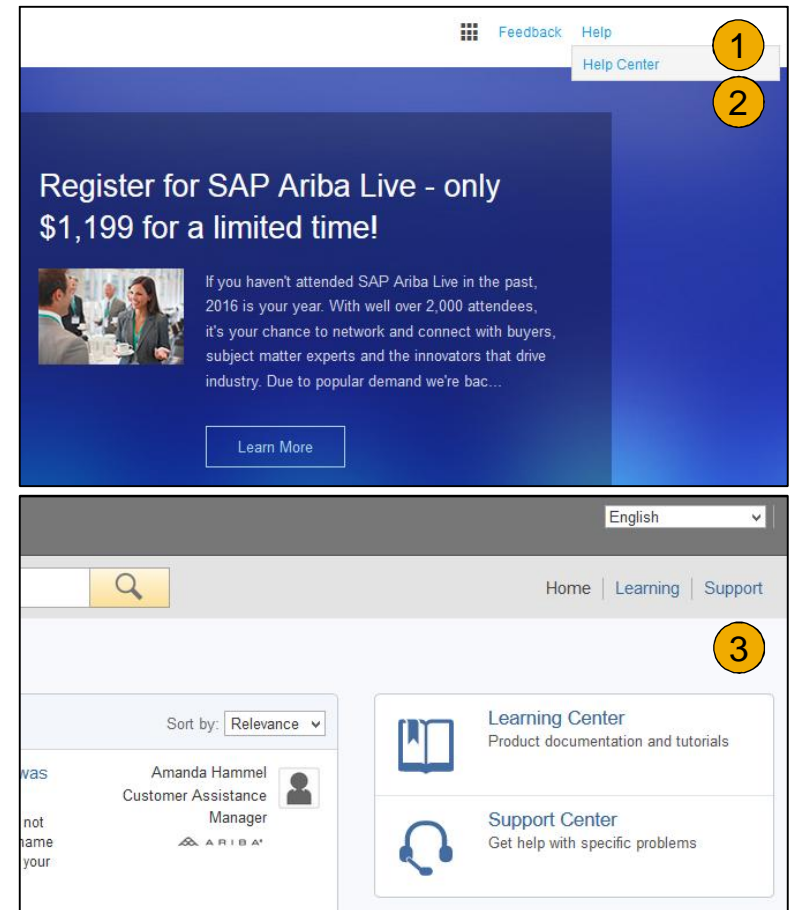 Feedback Help
1
Help Center
2
Register for SAP Ariba Live - only
$1,199 for a limited time!
If you haven't attended SAP Ariba Live in the past,
2016 is your year. With well over 2,000 attendees,
it's your chance to network and connect with buyers,
subject matter experts and the innovators that drive
industry. Due to popular demand we're bac...
Learn More
English
Home Learning Support
3
Sort by: Relevance
was
Amanda Hammel
Customer Assistance
Manager
ARIBA
not
name
your
Learning Center
Product documentation and tutorials
Support Center
Get help with specific problems